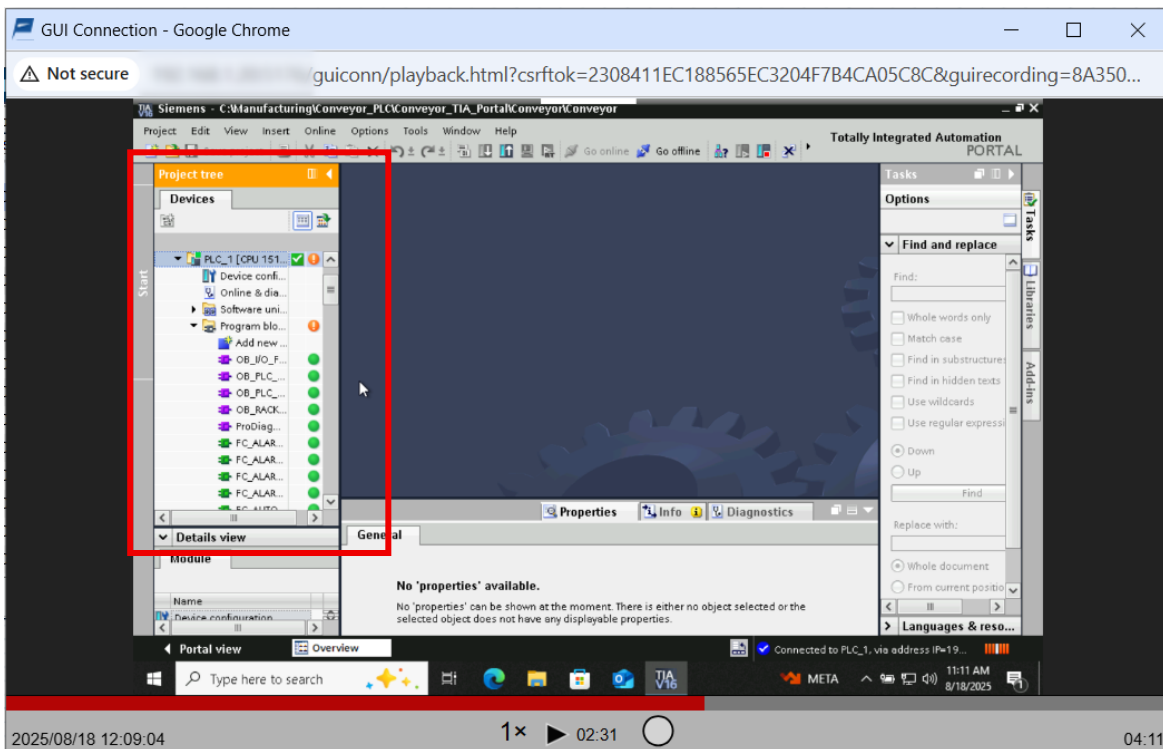 GUI Connection - Google Chrome
Not secure
/guiconn/playback.html?csrftok=2308411EC188565EC3204F7B4CA05C8C&guirecording=8A350...
Siemens - C:\Manufacturing\Conveyor_PLC\Conveyor_TIA_Portal\Conveyor\Conveyor
Project Edit View Insert Online Options Tools Window Help
Totally Integrated Automation
PORTAL
Go online Go offline
Project tree
Devices
Start
PLC_1 [CPU 151...
Device confi...
Online & dia...
Software uni...
Program blo...
Add new ...
OB_I/O_F...
OB_PLC_...
OB_PLC_...
OB_RACK...
ProDiag...
FC_ALAR...
FC_ALAR...
FC_ALAR...
FC_ALAR...
FC_AUTO...
Details view
Module
Name
Device configuration
Properties Info Diagnostics
General
No 'properties' available.
No 'properties' can be shown at the moment. There is either no object selected or the
selected object does not have any displayable properties.
Tasks
Options
Find and replace
Find:
Whole words only
Match case
Find in substructure
Find in hidden texts
Use wildcards
Use regular expressi
Down
Up
Find
Replace with:
Whole document
From current positio
Languages & reso...
Tasks
Libraries
Add-ins
Portal view
Overview
Connected to PLC_1, via address IP=19...
Type here to search
TIA
V16
META
11:11 AM
8/18/2025
1
2025/08/18 12:09:04
1×
02:31
04:11